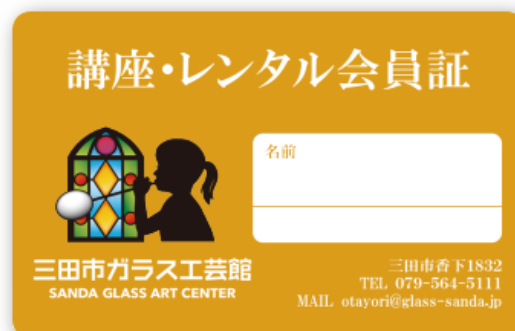 講座・レンタル会員証
名前
三田市ガラス工芸館
SANDA GLASS ART CENTER
三田市香下1832
TEL 079-564-5111
MAIL otayori@glass-sanda.jp